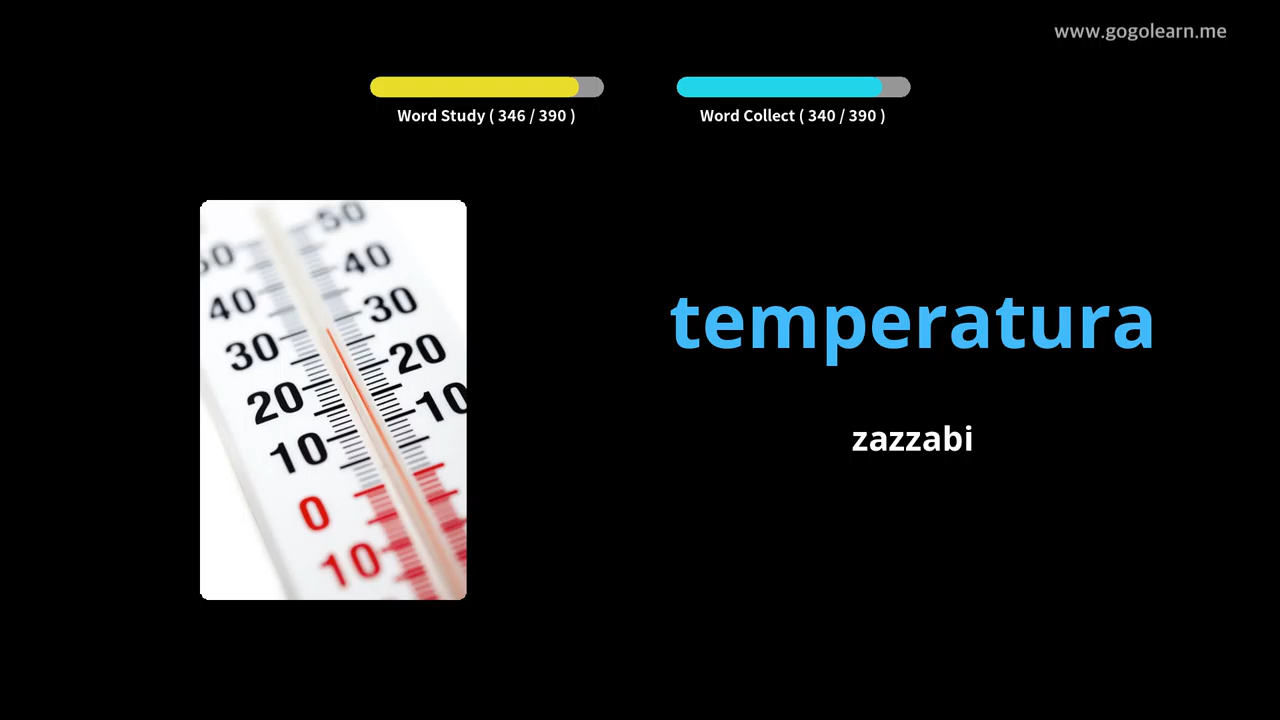 www.gogolearn.me
Word Study ( 346 / 390 )
Word Collect ( 340 / 390 )
50
50
40
40
30
30
20
20
10
10
0
10
temperatura
zazzabi